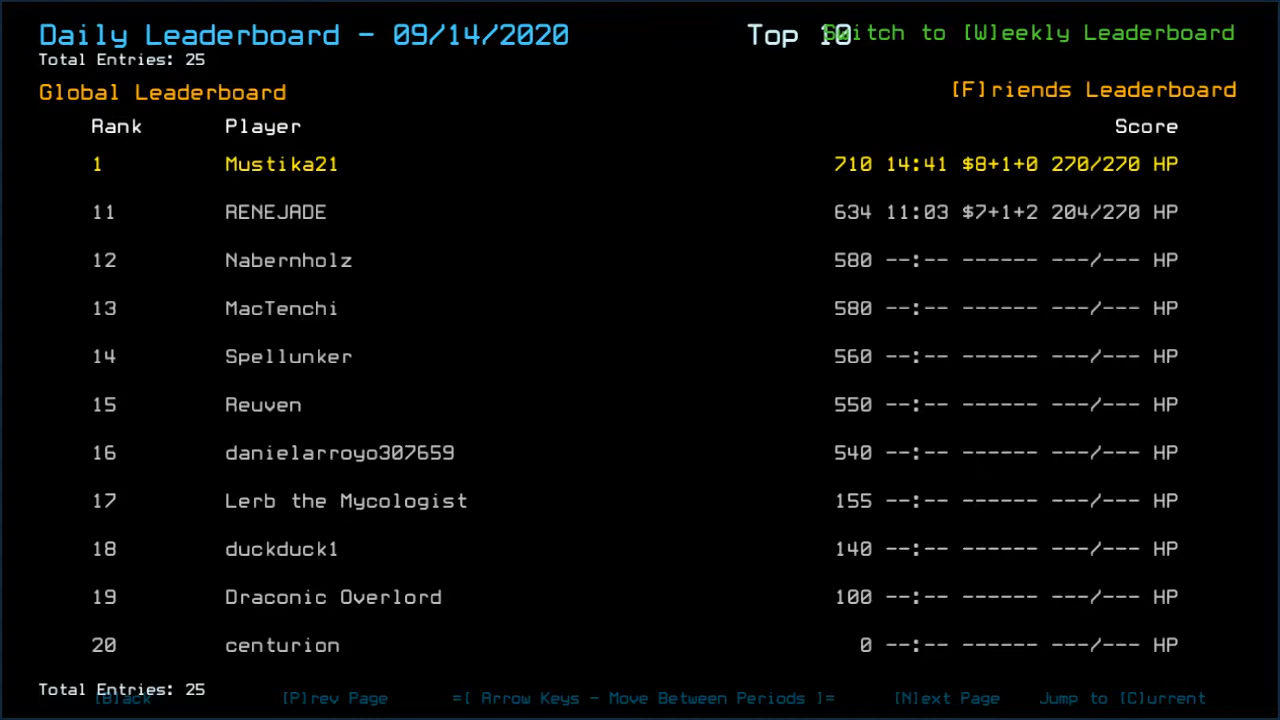 Daily Leaderboard - 09/14/2020 Top 10 Switch to [W]eekly Leaderboard
Total Entries: 25
Global Leaderboard [F]riends Leaderboard
Rank Player Score
1 Mustika21 710 14:41 $8+1+0 270/270 HP
11 RENEJADE 634 11:03 $7+1+2 204/270 HP
12 Nabernholz 580 --:-- ------ ---/--- HP
13 MacTenchi 580 --:-- ------ ---/--- HP
14 Spellunker 560 --:-- ------ ---/--- HP
15 Reuven 550 --:-- ------ ---/--- HP
16 danielarroyo307659 540 --:-- ------ ---/--- HP
17 Lerb the Mycologist 155 --:-- ------ ---/--- HP
18 duckduck1 140 --:-- ------ ---/--- HP
19 Draconic Overlord 100 --:-- ------ ---/--- HP
20 centurion 0 --:-- ------ ---/--- HP
Total Entries: 25
[B]ack [P]rev Page =[ Arrow Keys - Move Between Periods ]= [N]ext Page Jump to [C]urrent